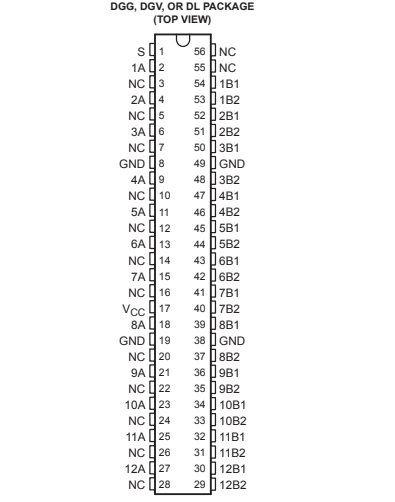 DGG, DGV, OR DL PACKAGE
(TOP VIEW)
S 1 56 NC
1A 2 55 NC
NC 3 54 1B1
2A 4 53 1B2
NC 5 52 2B1
3A 6 51 2B2
NC 7 50 3B1
GND 8 49 GND
4A 9 48 3B2
NC 10 47 4B1
5A 11 46 4B2
NC 12 45 5B1
6A 13 44 5B2
NC 14 43 6B1
7A 15 42 6B2
NC 16 41 7B1
VCC 17 40 7B2
8A 18 39 8B1
GND 19 38 GND
NC 20 37 8B2
9A 21 36 9B1
NC 22 35 9B2
10A 23 34 10B1
NC 24 33 10B2
11A 25 32 11B1
NC 26 31 11B2
12A 27 30 12B1
NC 28 29 12B2